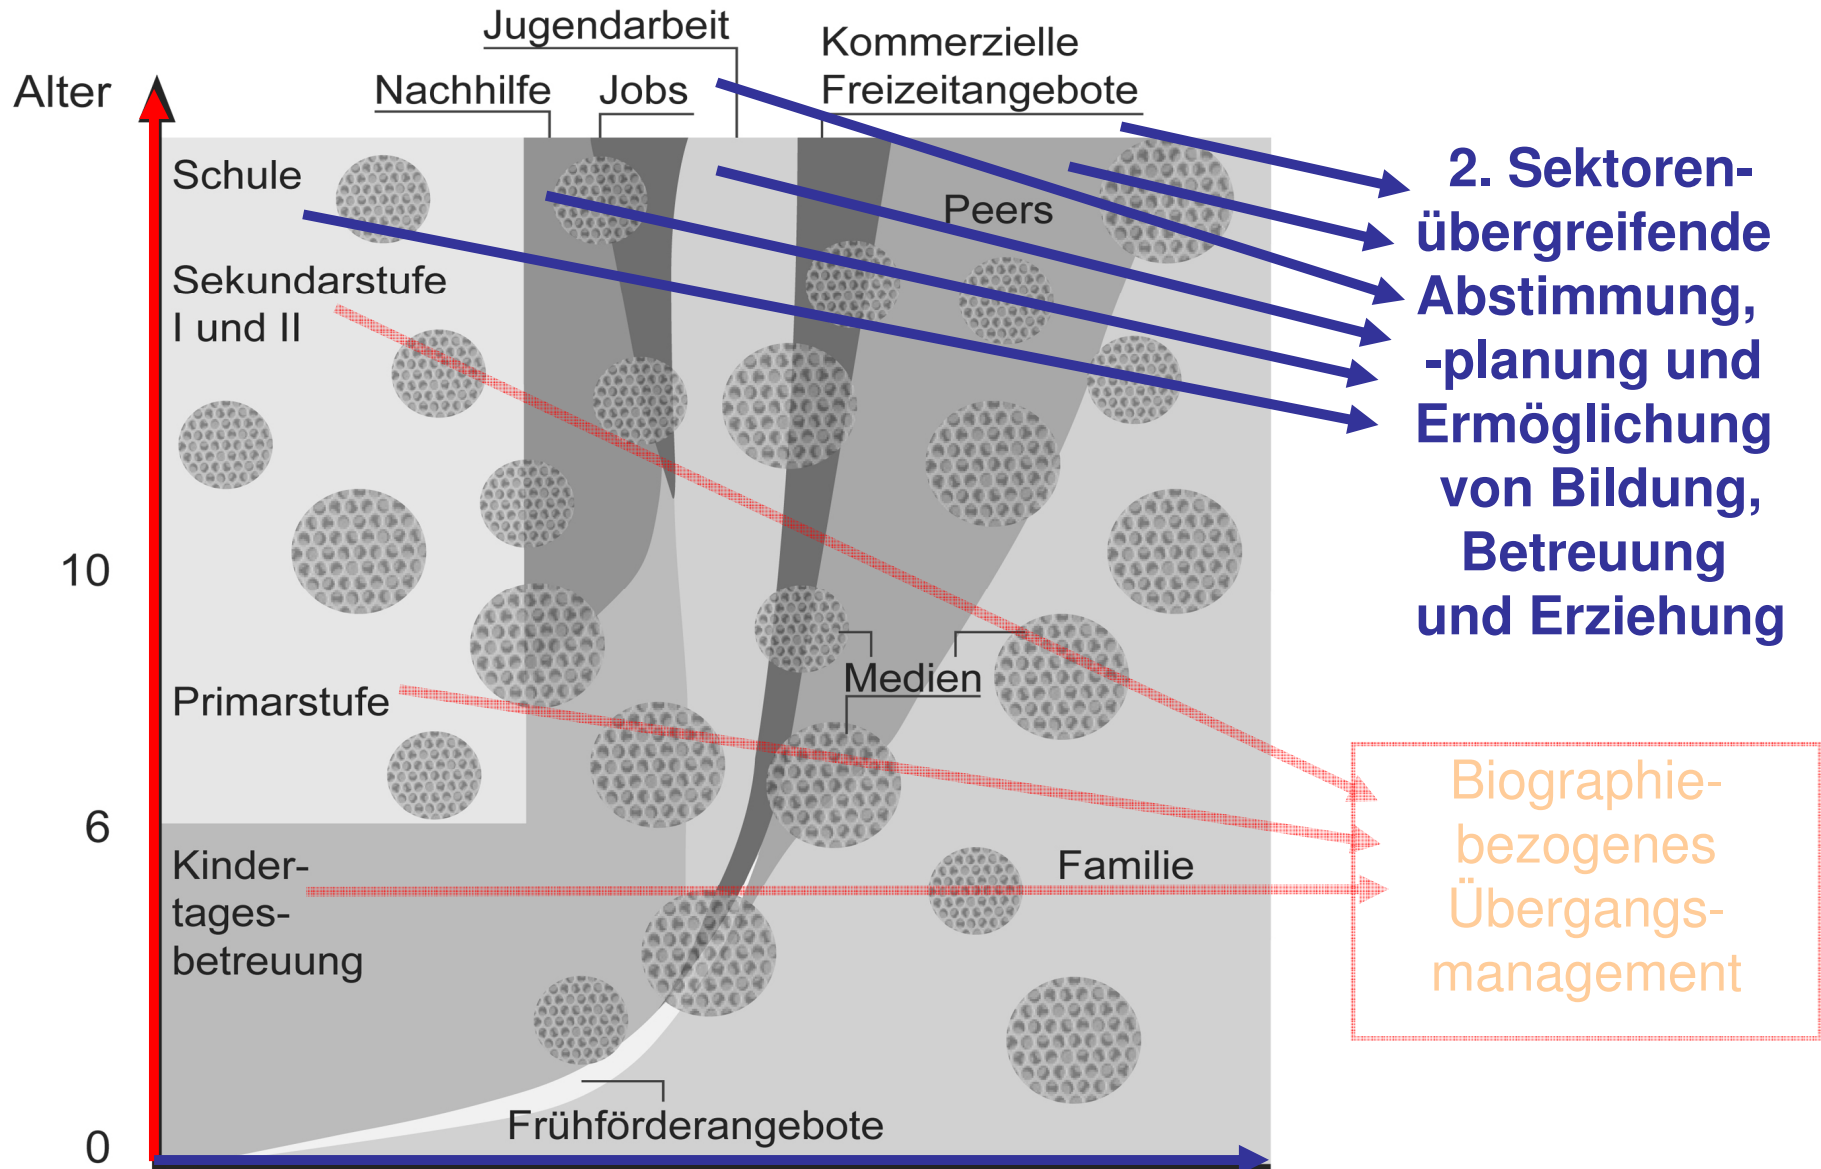 Jugendarbeit
Kommerzielle
Freizeitangebote
Alter
Nachhilfe
Jobs
Schule
Peers
Sekundarstufe
I und II
10
Medien
Primarstufe
6
Kinder-
tages-
betreuung
Familie
Frühförderangebote
0
2. Sektoren-
übergreifende
Abstimmung,
-planung und
Ermöglichung
von Bildung,
Betreuung
und Erziehung
Biographie-
bezogenes
Übergangs-
management